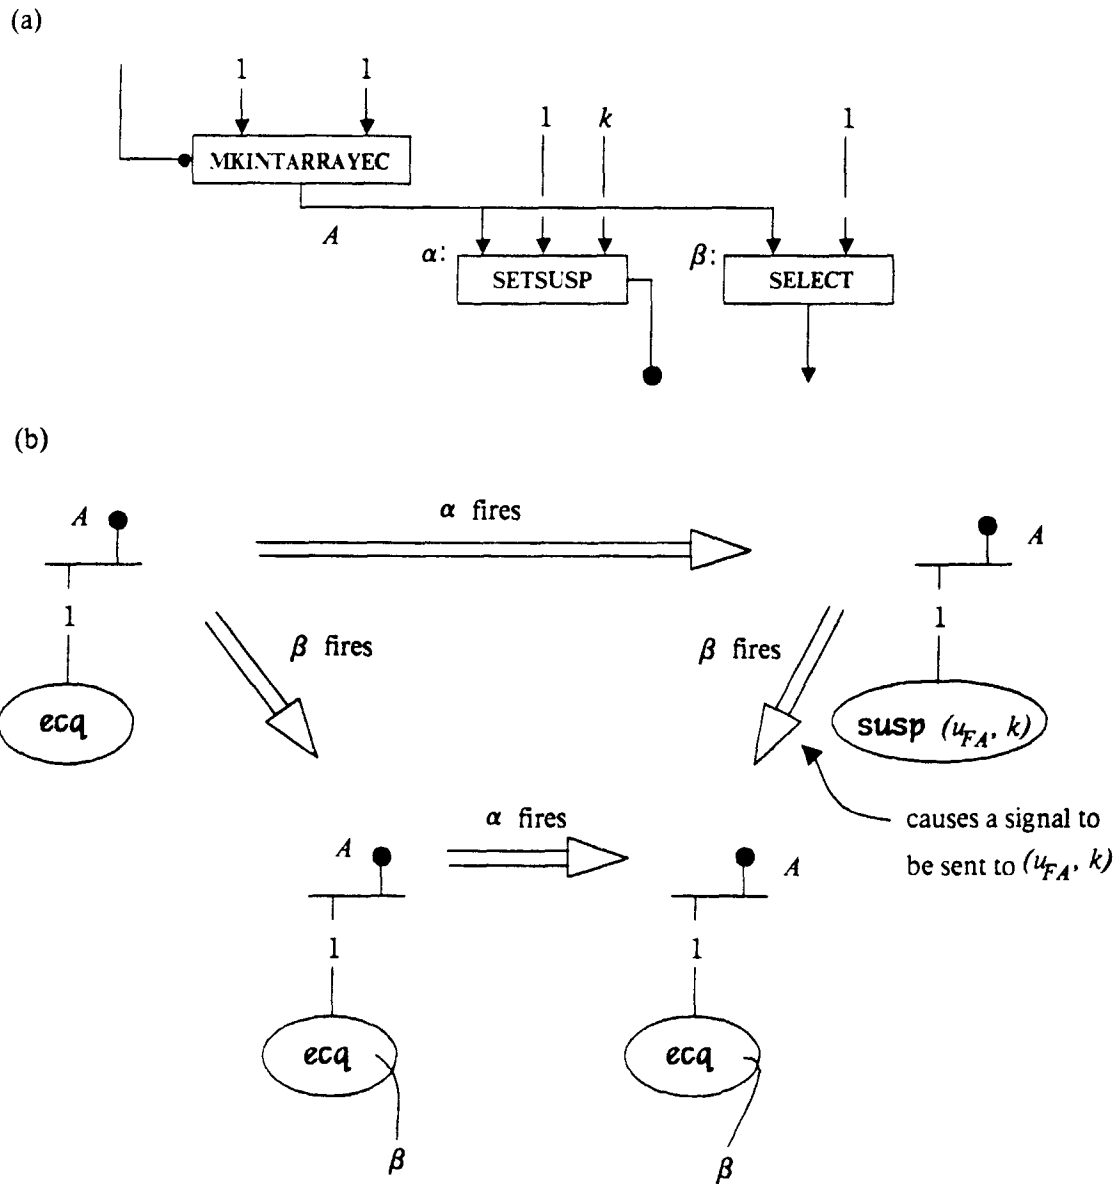 (a)
1 1
MKINTARRAYEC
1 k 1
A
α: SETSUSP
β: SELECT
(b)
A
α fires
A
1
β fires
β fires
1
ecq
susp (u_FA, k)
α fires
causes a signal to
be sent to (u_FA, k)
A
A
1
1
ecq
ecq
β
β